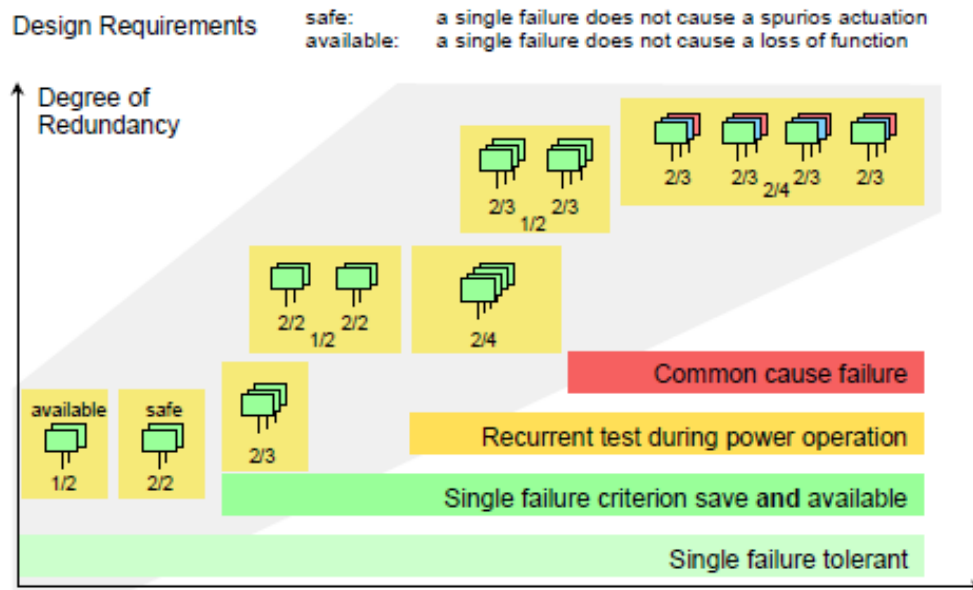 Design Requirements
safe: a single failure does not cause a spurios actuation
available: a single failure does not cause a loss of function
Degree of
Redundancy
2/3 2/3
1/2
2/3 2/3 2/3 2/3
2/4
2/2 2/2
1/2
2/4
available
1/2
safe
2/2
2/3
Common cause failure
Recurrent test during power operation
Single failure criterion save and available
Single failure tolerant